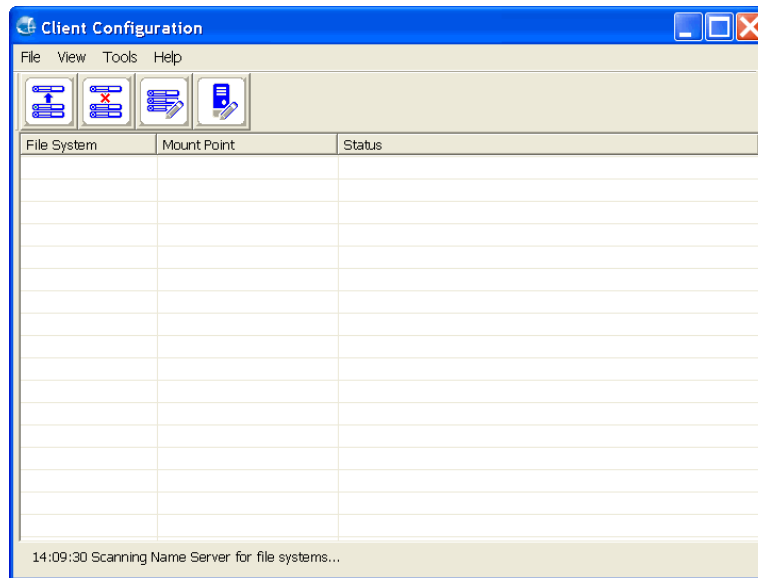 Client Configuration
File View Tools Help
File System Mount Point Status
14:09:30 Scanning Name Server for file systems...